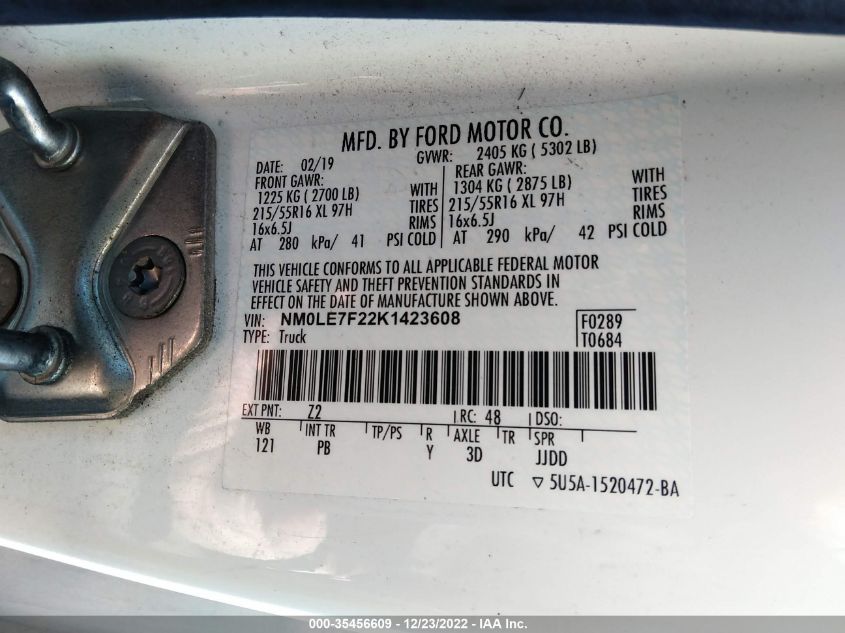 MFD. BY FORD MOTOR CO.
DATE: 02/19 GVWR: 2405 KG ( 5302 LB)
FRONT GAWR: REAR GAWR:
1225 KG ( 2700 LB) WITH 1304 KG ( 2875 LB) WITH
215/55R16 XL 97H TIRES 215/55R16 XL 97H TIRES
16x6.5J RIMS 16x6.5J RIMS
AT 280 kPa/ 41 PSI COLD AT 290 kPa/ 42 PSI COLD
THIS VEHICLE CONFORMS TO ALL APPLICABLE FEDERAL MOTOR
VEHICLE SAFETY AND THEFT PREVENTION STANDARDS IN
EFFECT ON THE DATE OF MANUFACTURE SHOWN ABOVE.
VIN: NM0LE7F22K1423608 F0289
TYPE: Truck T0684
EXT PNT: Z2 RC: 48 DSO:
WB INT TR TP/PS R AXLE TR SPR
121 PB Y 3D JJDD
UTC ▽ 5U5A-1520472-BA
000-35456609 - 12/23/2022 - IAA Inc.